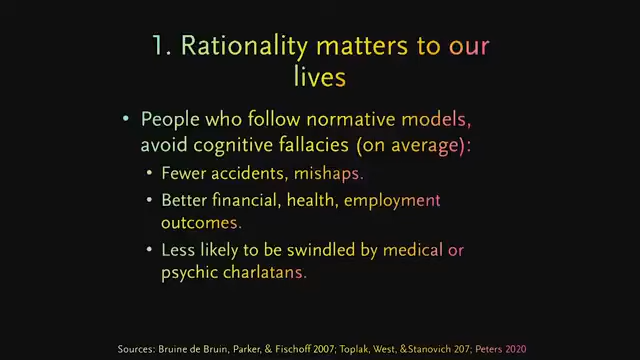 1. Rationality matters to our
lives
• People who follow normative models,
avoid cognitive fallacies (on average):
• Fewer accidents, mishaps.
• Better financial, health, employment
outcomes.
• Less likely to be swindled by medical or
psychic charlatans.
Sources: Bruine de Bruin, Parker, & Fischoff 2007; Toplak, West, &Stanovich 207; Peters 2020